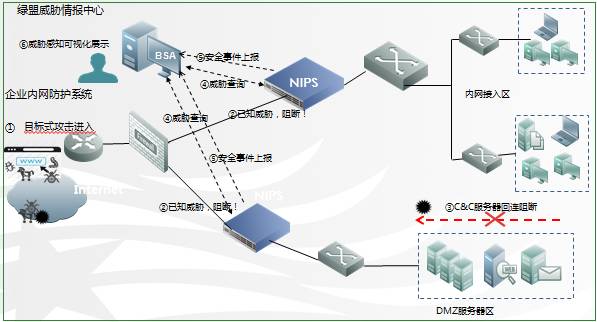 绿盟威胁情报中心
⑥威胁感知可视化展示
BSA
⑤安全事件上报
④威胁查询
NIPS
内网接入区
企业内网防护系统
① 目标式攻击进入
④威胁查询
②已知威胁，阻断！
www
Internet
⑤安全事件上报
NIPS
②已知威胁，阻断！
③C&C服务器回连阻断
WEB
DMZ服务器区